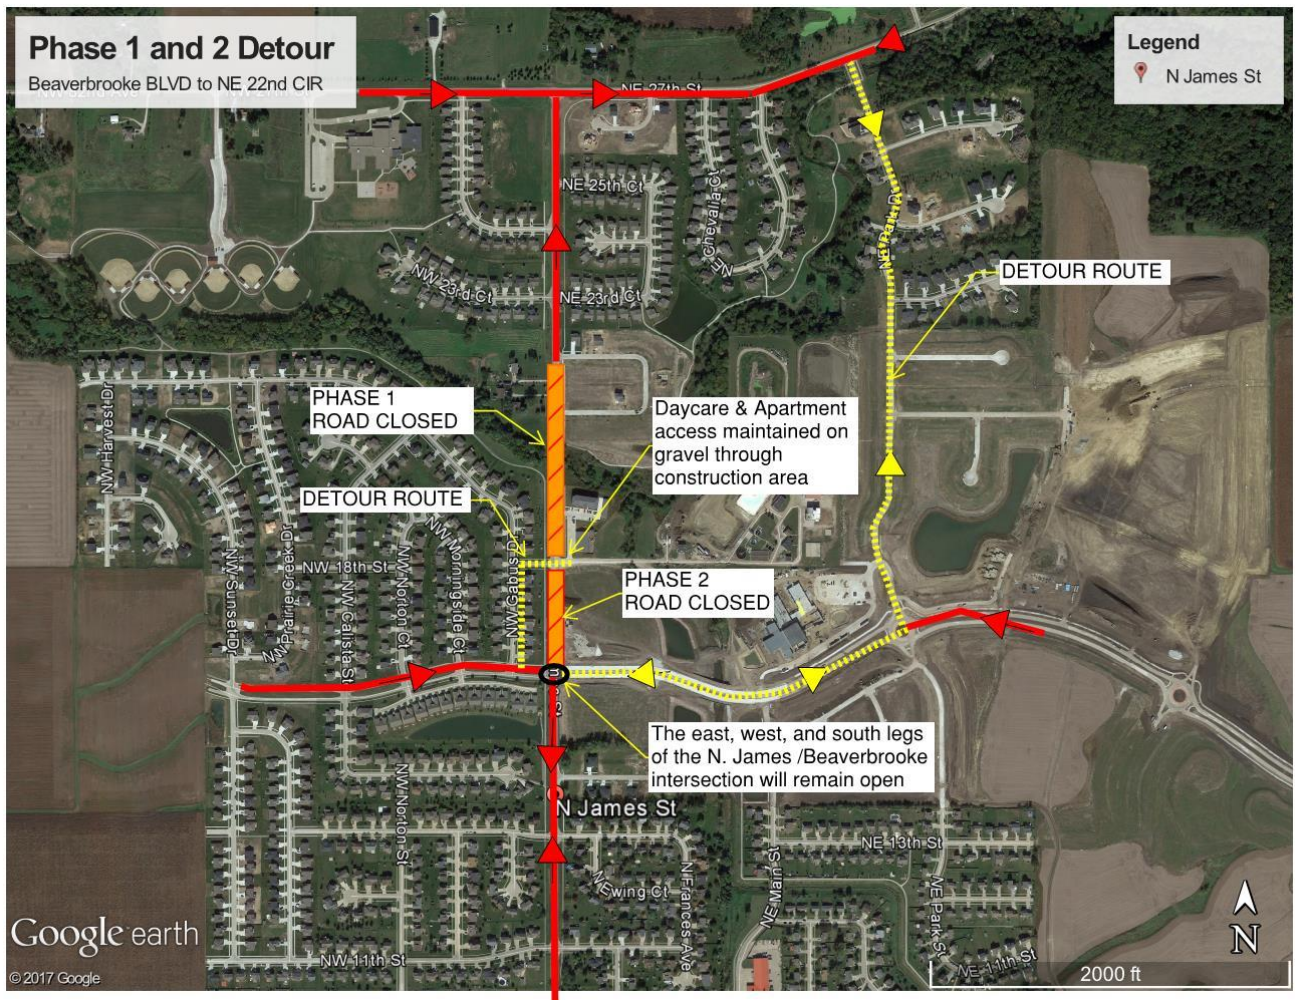 Phase 1 and 2 Detour
Beaverbrooke BLVD to NE 22nd CIR
Legend
N James St
NE 27th St
NE 25th Ct
NE Chevalia Ct
NW 23rd Ct
NE 23rd Ct
DETOUR ROUTE
PHASE 1
ROAD CLOSED
Daycare & Apartment
access maintained on
gravel through
construction area
DETOUR ROUTE
NW Harvest Dr
NW Morningside Ct
NW Prairie Creek Dr
NW 18th St
NW Norton Ct
NW Gabus Dr
NW Sunset Dr
NW Calista St
PHASE 2
ROAD CLOSED
The east, west, and south legs
of the N. James /Beaverbrooke
intersection will remain open
N James St
NW Norton St
NE 13th St
N Ewing Ct
N Frances Ave
NE Main St
NE Park St
NW 11th St
NE 11th St
N
2000 ft
Google earth
© 2017 Google